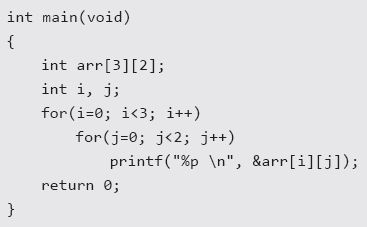 int main(void)
{
    int arr[3][2];
    int i, j;
    for(i=0; i<3; i++)
        for(j=0; j<2; j++)
            printf("%p \n", &arr[i][j]);
    return 0;
}